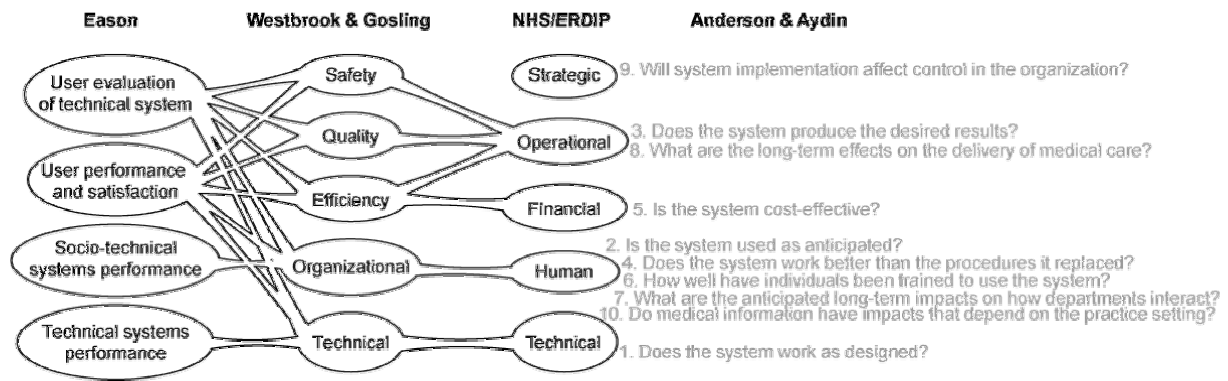 Eason
Westbrook & Gosling
NHS/ERDIP
Anderson & Aydin
User evaluation
of technical system
User performance
and satisfaction
Socio-technical
systems performance
Technical systems
performance
Safety
Quality
Efficiency
Organizational
Technical
Strategic
Operational
Financial
Human
Technical
9. Will system implementation affect control in the organization?
3. Does the system produce the desired results?
8. What are the long-term effects on the delivery of medical care?
5. Is the system cost-effective?
2. Is the system used as anticipated?
4. Does the system work better than the procedures it replaced?
6. How well have individuals been trained to use the system?
7. What are the anticipated long-term impacts on how departments interact?
10. Do medical information have impacts that depend on the practice setting?
1. Does the system work as designed?